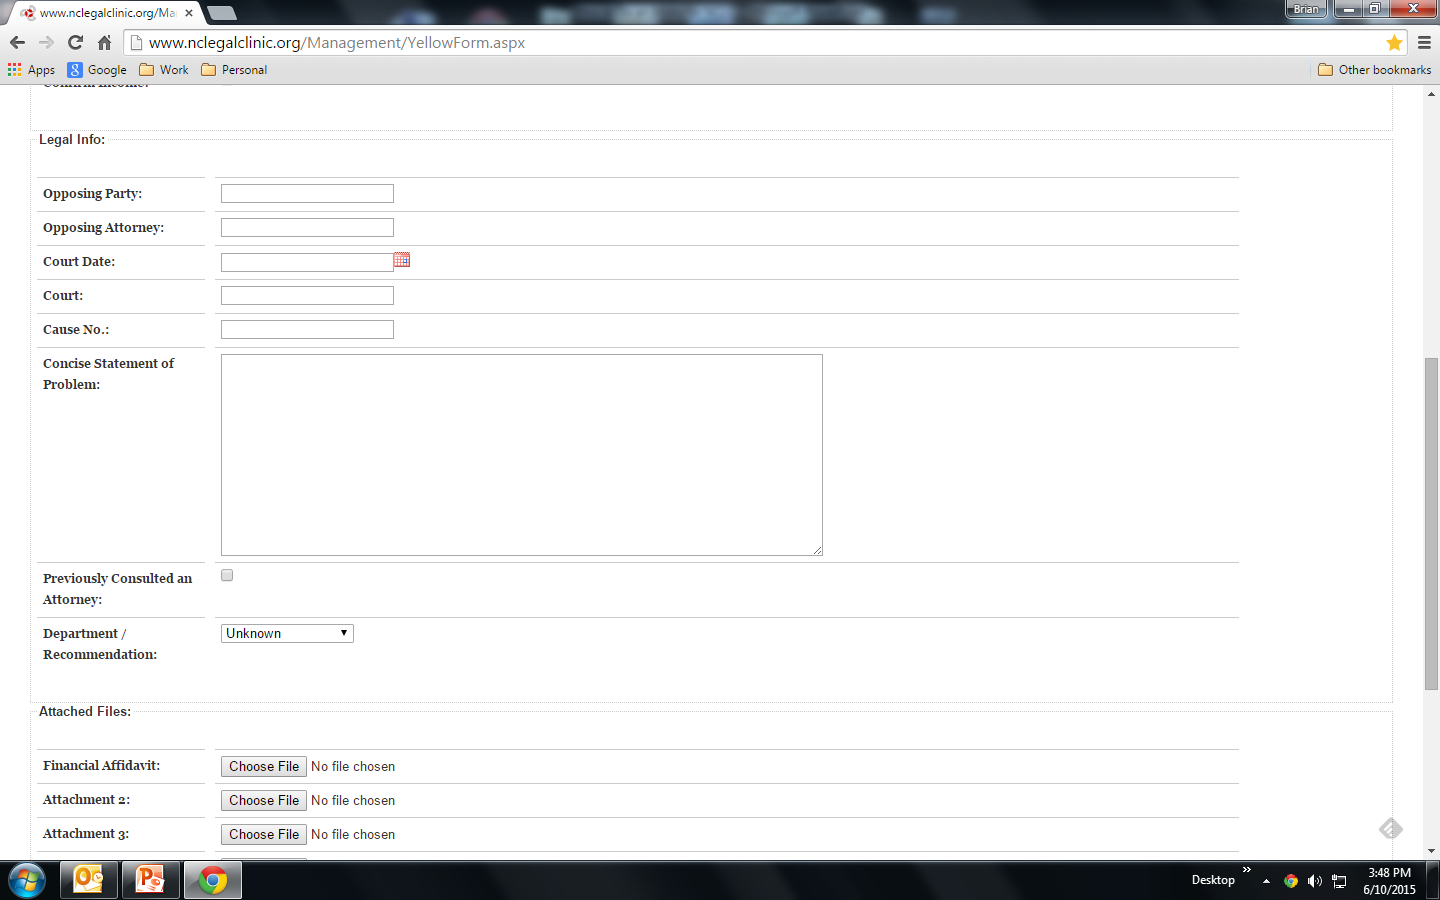 www.nclegalclinic.org/Ma
Brian
www.nclegalclinic.org/Management/YellowForm.aspx
Apps Google Work Personal Other bookmarks
Confirm Income:
Legal Info:
Opposing Party:
Opposing Attorney:
Court Date:
Court:
Cause No.:
Concise Statement of
Problem:
Previously Consulted an
Attorney:
Department / Unknown
Recommendation:
Attached Files:
Financial Affidavit: Choose File No file chosen
Attachment 2: Choose File No file chosen
Attachment 3: Choose File No file chosen
Desktop
3:48 PM
6/10/2015